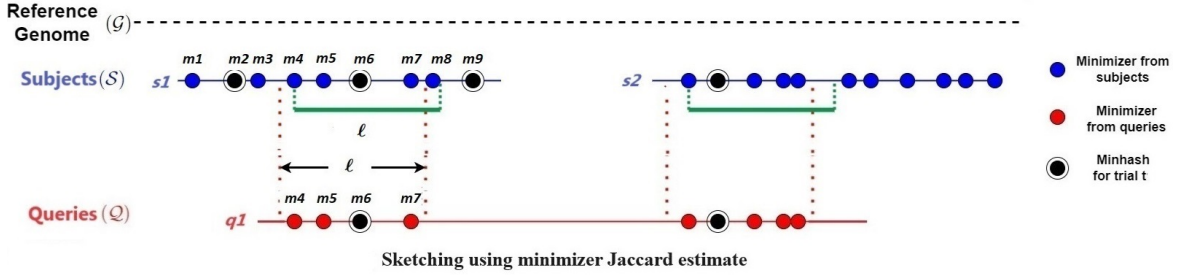 Reference
Genome (𝒢)
m1 m2 m3 m4 m5 m6 m7 m8 m9
Subjects (𝒮) s1 s2
ℓ
ℓ
m4 m5 m6 m7
Queries (𝒬) q1
Minimizer from
subjects
Minimizer
from queries
Minhash
for trial t
Sketching using minimizer Jaccard estimate